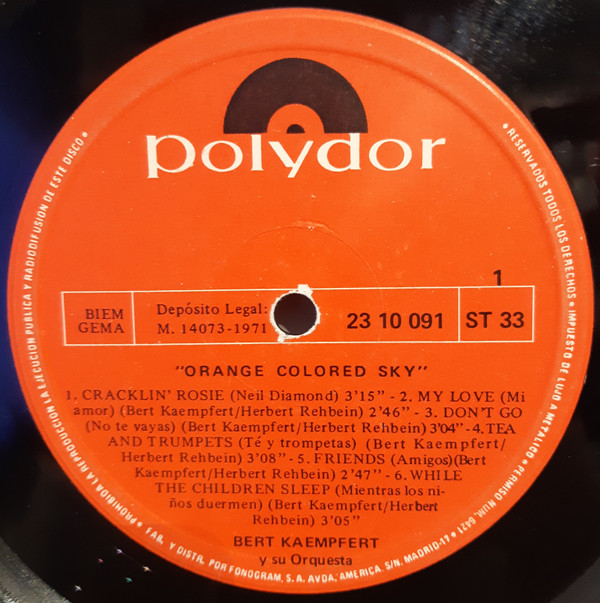 polydor
1
BIEM
GEMA
Depósito Legal:
M. 14073-1971
23 10 091
ST 33
"ORANGE COLORED SKY"
1. CRACKLIN' ROSIE (Neil Diamond) 3'15" - 2. MY LOVE (Mi
amor) (Bert Kaempfert/Herbert Rehbein) 2'46" - 3. DON'T GO
(No te vayas) (Bert Kaempfert/Herbert Rehbein) 3'04" -4. TEA
AND TRUMPETS (Té y trompetas) (Bert Kaempfert/
Herbert Rehbein) 3'08" - 5. FRIENDS (Amigos)(Bert
Kaempfert/Herbert Rehbein) 2'47" - 6. WHILE
THE CHILDREN SLEEP (Mientras los ni-
ños duermen) (Bert Kaempfert/Herbert
Rehbein) 3'05"
BERT KAEMPFERT
y su Orquesta
• RESERVADOS TODOS LOS DERECHOS • IMPUESTO DE LUJO A METALICO • PERMISO NUM. 6421 •
• FAB. Y DISTR. POR FONOGRAM, S.A. AVDA. AMERICA, S/N. MADRID-17 •
PROHIBIDA LA REPRODUCCION LA EJECUCION PUBLICA Y RADIODIFUSION DE ESTE DISCO •